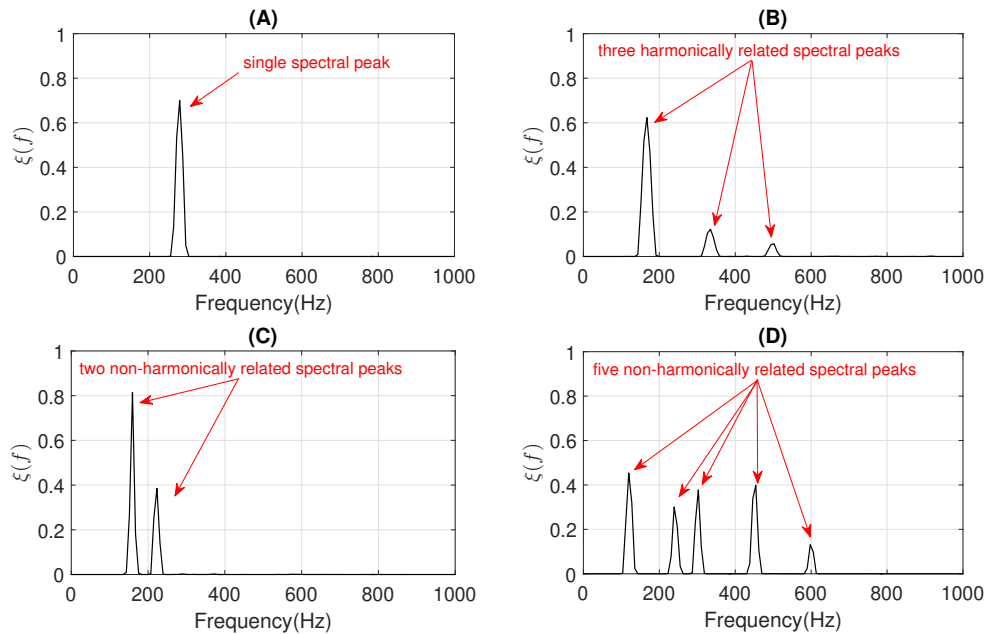 (A)
single spectral peak
1
0.8
0.6
0.4
0.2
0
ξ(f)
0 200 400 600 800 1000
Frequency(Hz)
(B)
three harmonically related spectral peaks
1
0.8
0.6
0.4
0.2
0
ξ(f)
0 200 400 600 800 1000
Frequency(Hz)
(C)
two non-harmonically related spectral peaks
1
0.8
0.6
0.4
0.2
0
ξ(f)
0 200 400 600 800 1000
Frequency(Hz)
(D)
five non-harmonically related spectral peaks
1
0.8
0.6
0.4
0.2
0
ξ(f)
0 200 400 600 800 1000
Frequency(Hz)